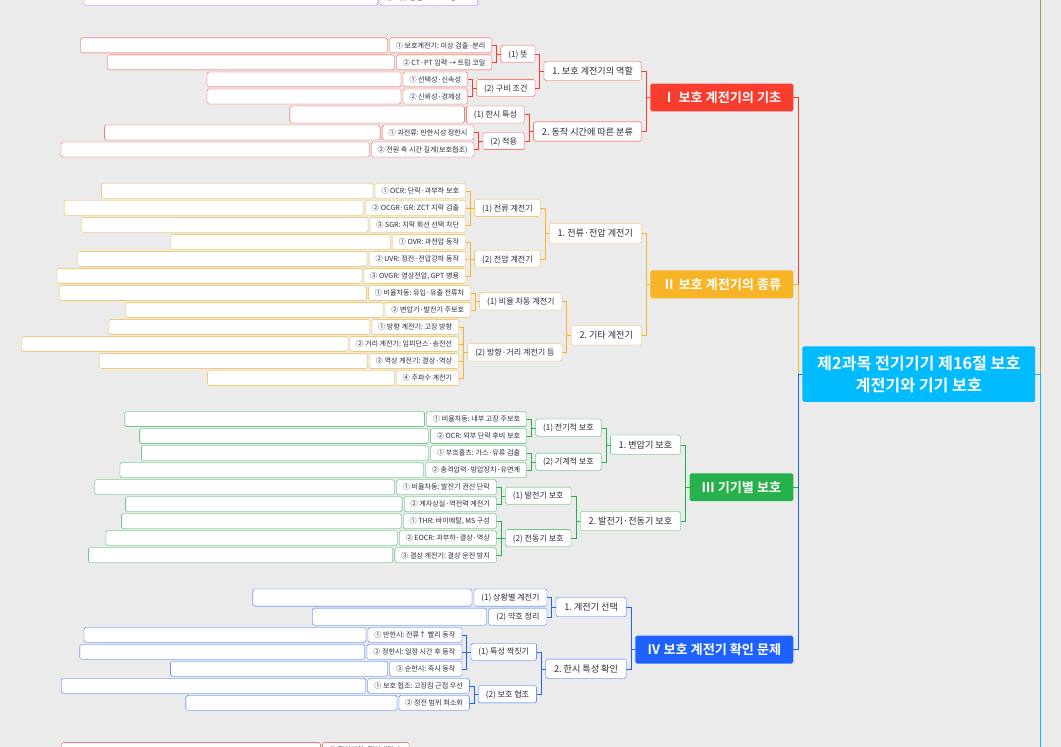 제2과목 전기기기 제16절 보호
계전기와 기기 보호
Ⅰ 보호 계전기의 기초
1. 보호 계전기의 역할
(1) 뜻
① 보호계전기: 이상 검출·분리
② CT·PT 입력 → 트립 코일
(2) 구비 조건
① 선택성·신속성
② 신뢰성·경제성
2. 동작 시간에 따른 분류
(1) 한시 특성
(2) 적용
① 과전류: 반한시성 정한시
② 전원 측 시간 길게(보호협조)
Ⅱ 보호 계전기의 종류
1. 전류·전압 계전기
(1) 전류 계전기
① OCR: 단락·과부하 보호
② OCGR·GR: ZCT 지락 검출
③ SGR: 지락 회선 선택 차단
(2) 전압 계전기
① OVR: 과전압 동작
② UVR: 정전·전압강하 동작
③ OVGR: 영상전압, GPT 병용
2. 기타 계전기
(1) 비율 차동 계전기
① 비율차동: 유입·유출 전류차
② 변압기·발전기 주보호
(2) 방향·거리 계전기 등
① 방향 계전기: 고장 방향
② 거리 계전기: 임피던스·송전선
③ 역상 계전기: 결상·역상
④ 주파수 계전기
Ⅲ 기기별 보호
1. 변압기 보호
(1) 전기적 보호
① 비율차동: 내부 고장 주보호
② OCR: 외부 단락 후비 보호
(2) 기계적 보호
① 부흐홀츠: 가스·유류 검출
② 충격압력·방압장치·유면계
2. 발전기·전동기 보호
(1) 발전기 보호
① 비율차동: 발전기 권선 단락
② 계자상실·역전력 계전기
(2) 전동기 보호
① THR: 바이메탈, MS 구성
② EOCR: 과부하·결상·역상
③ 결상 계전기: 결상 운전 방지
Ⅳ 보호 계전기 확인 문제
1. 계전기 선택
(1) 상황별 계전기
(2) 약호 정리
2. 한시 특성 확인
(1) 특성 짝짓기
① 반한시: 전류↑ 빨리 동작
② 정한시: 일정 시간 후 동작
③ 순한시: 즉시 동작
(2) 보호 협조
① 보호 협조: 고장점 근접 우선
② 정전 범위 최소화